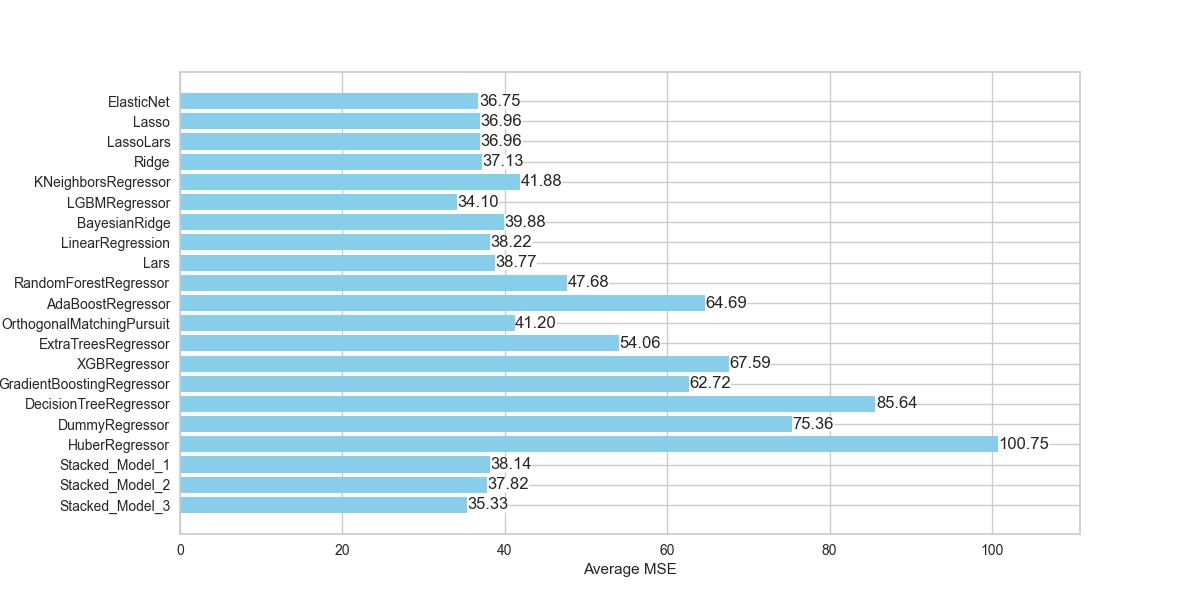 ElasticNet 36.75
Lasso 36.96
LassoLars 36.96
Ridge 37.13
KNeighborsRegressor 41.88
LGBMRegressor 34.10
BayesianRidge 39.88
LinearRegression 38.22
Lars 38.77
RandomForestRegressor 47.68
AdaBoostRegressor 64.69
OrthogonalMatchingPursuit 41.20
ExtraTreesRegressor 54.06
XGBRegressor 67.59
GradientBoostingRegressor 62.72
DecisionTreeRegressor 85.64
DummyRegressor 75.36
HuberRegressor 100.75
Stacked_Model_1 38.14
Stacked_Model_2 37.82
Stacked_Model_3 35.33
0 20 40 60 80 100
Average MSE